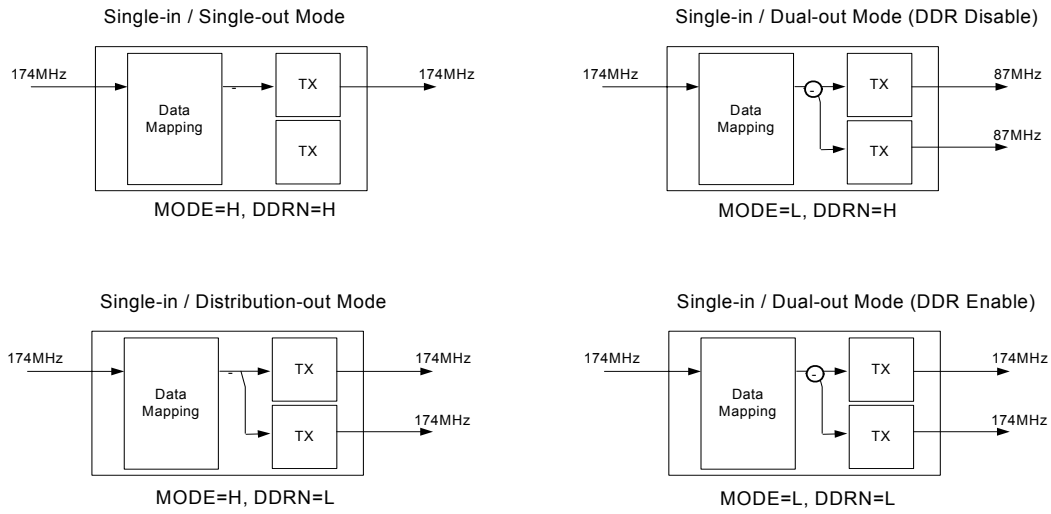 Single-in / Single-out Mode
174MHz
Data
Mapping
TX
TX
174MHz
MODE=H, DDRN=H
Single-in / Dual-out Mode (DDR Disable)
174MHz
Data
Mapping
-
TX
TX
87MHz
87MHz
MODE=L, DDRN=H
Single-in / Distribution-out Mode
174MHz
Data
Mapping
TX
TX
174MHz
174MHz
MODE=H, DDRN=L
Single-in / Dual-out Mode (DDR Enable)
174MHz
Data
Mapping
-
TX
TX
174MHz
174MHz
MODE=L, DDRN=L